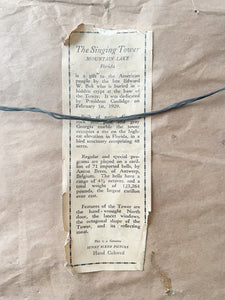 The Singing Tower
MOUNTAIN LAKE
Florida
is a gift to the American
people by the late Edward
W. Bok who is buried in a
hidden crypt at the base of
the Tower. It was dedicated
by President Coolidge on
February 1st, 1929.
Georgia marble the tower
occupies a site on the high-
est elevation in Florida, in a
bird sanctuary comprising 48
acres.
Regular and special pro-
grams are played on a caril-
lon of 71 imported bells, by
Anton Brees, of Antwerp,
Belgium. The bells have a
range of 4½ octaves, and a
total weight of 123,264
pounds, the largest carillon
ever cast.
Features of the Tower are
the hand-wrought North
door, the lancet windows,
the octagonal shape of the
Tower, and its reflecting
moat.
This is a Genuine
PICTURE
Hand Colored